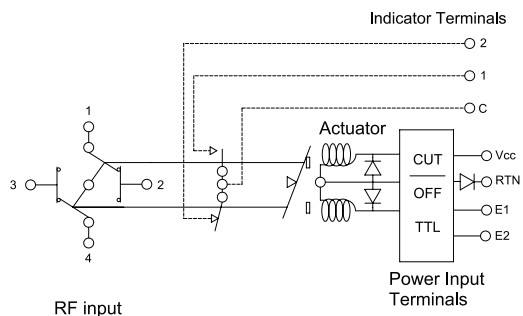 Indicator Terminals
2
1
C
Actuator
1
3
2
4
CUT
OFF
TTL
Vcc
RTN
E1
E2
Power Input
Terminals
RF input